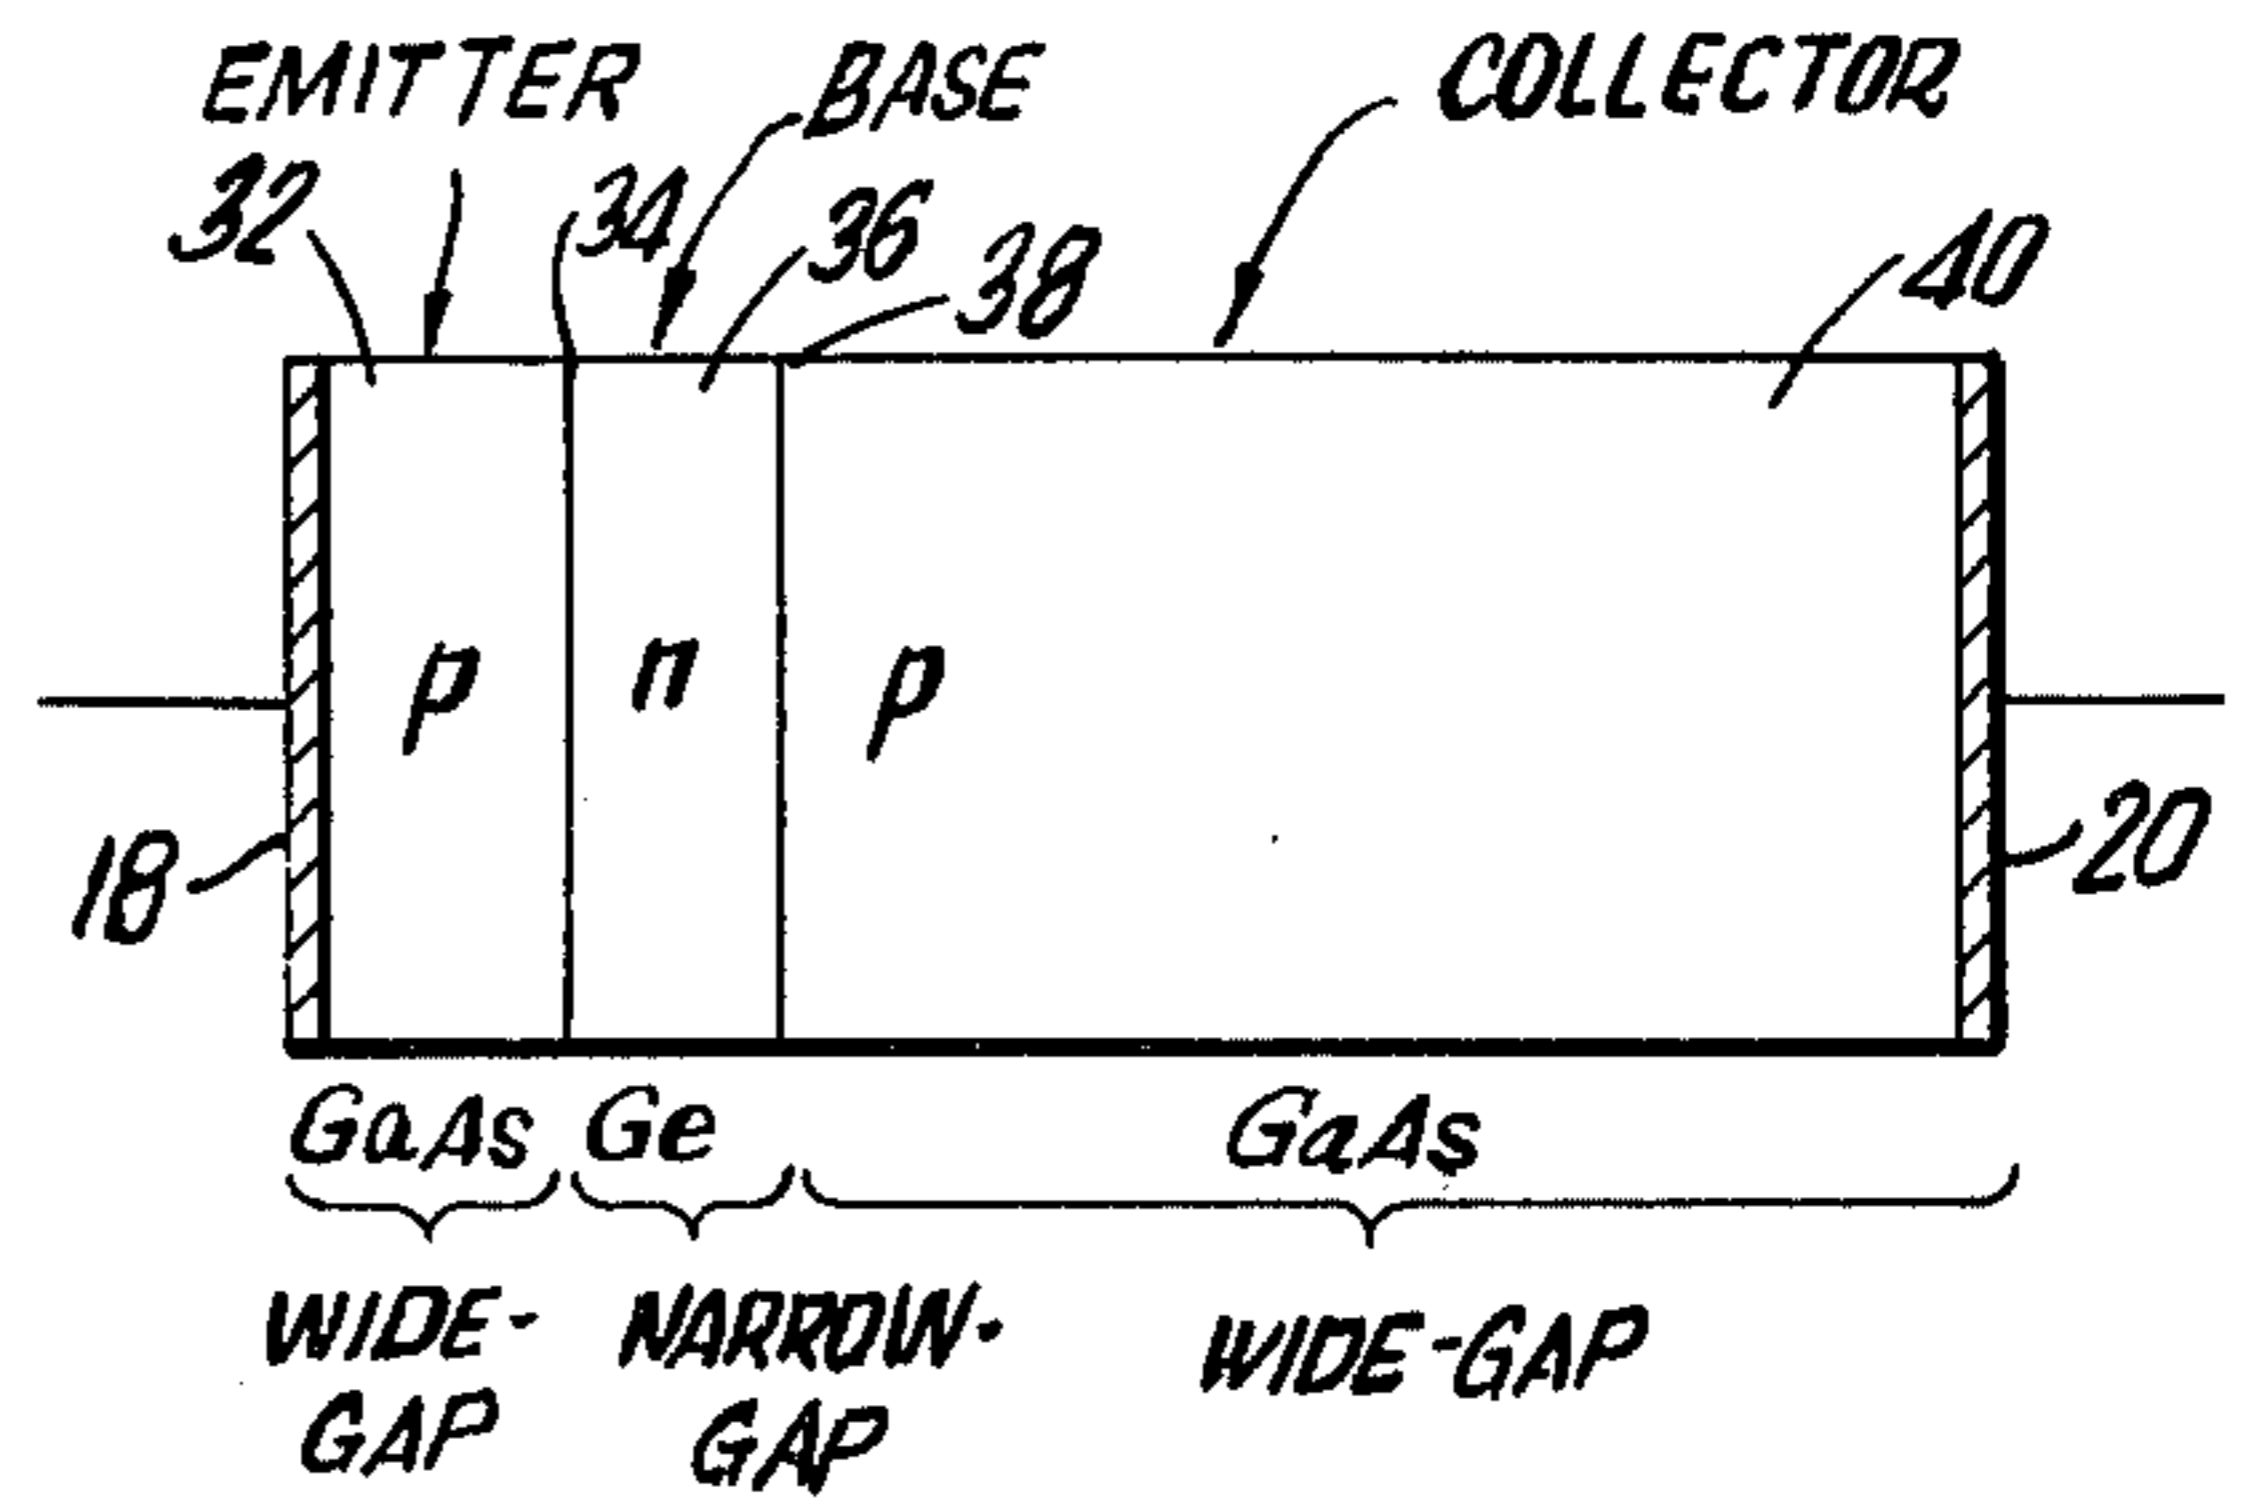 EMITTER BASE COLLECTOR
32 34 36 38 40
p n p
18 20
GaAs Ge GaAs
WIDE- NARROW- WIDE-GAP
GAP GAP